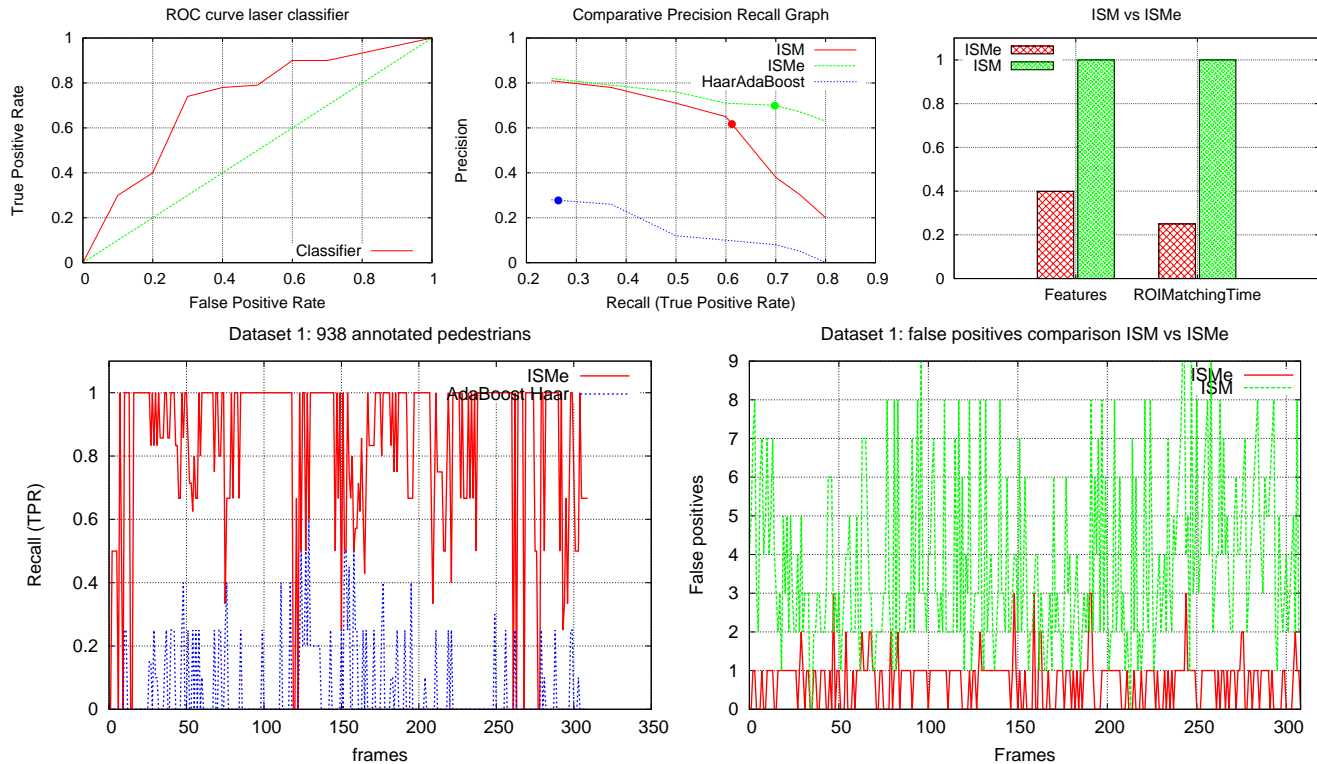 ROC curve laser classifier
True Positive Rate
1
0.8
0.6
0.4
0.2
0
Classifier
0 0.2 0.4 0.6 0.8 1
False Positive Rate
Comparative Precision Recall Graph
Precision
1
0.8
0.6
0.4
0.2
0
ISM
ISMe
HaarAdaBoost
0.2 0.3 0.4 0.5 0.6 0.7 0.8 0.9
Recall (True Positive Rate)
ISM vs ISMe
ISMe
ISM
1
0.8
0.6
0.4
0.2
0
Features ROIMatchingTime
Dataset 1: 938 annotated pedestrians
Recall (TPR)
1
0.8
0.6
0.4
0.2
0
ISMe
AdaBoost Haar
0 50 100 150 200 250 300 350
frames
Dataset 1: false positives comparison ISM vs ISMe
False positives
9
8
7
6
5
4
3
2
1
0
ISMe
ISM
0 50 100 150 200 250 300
Frames